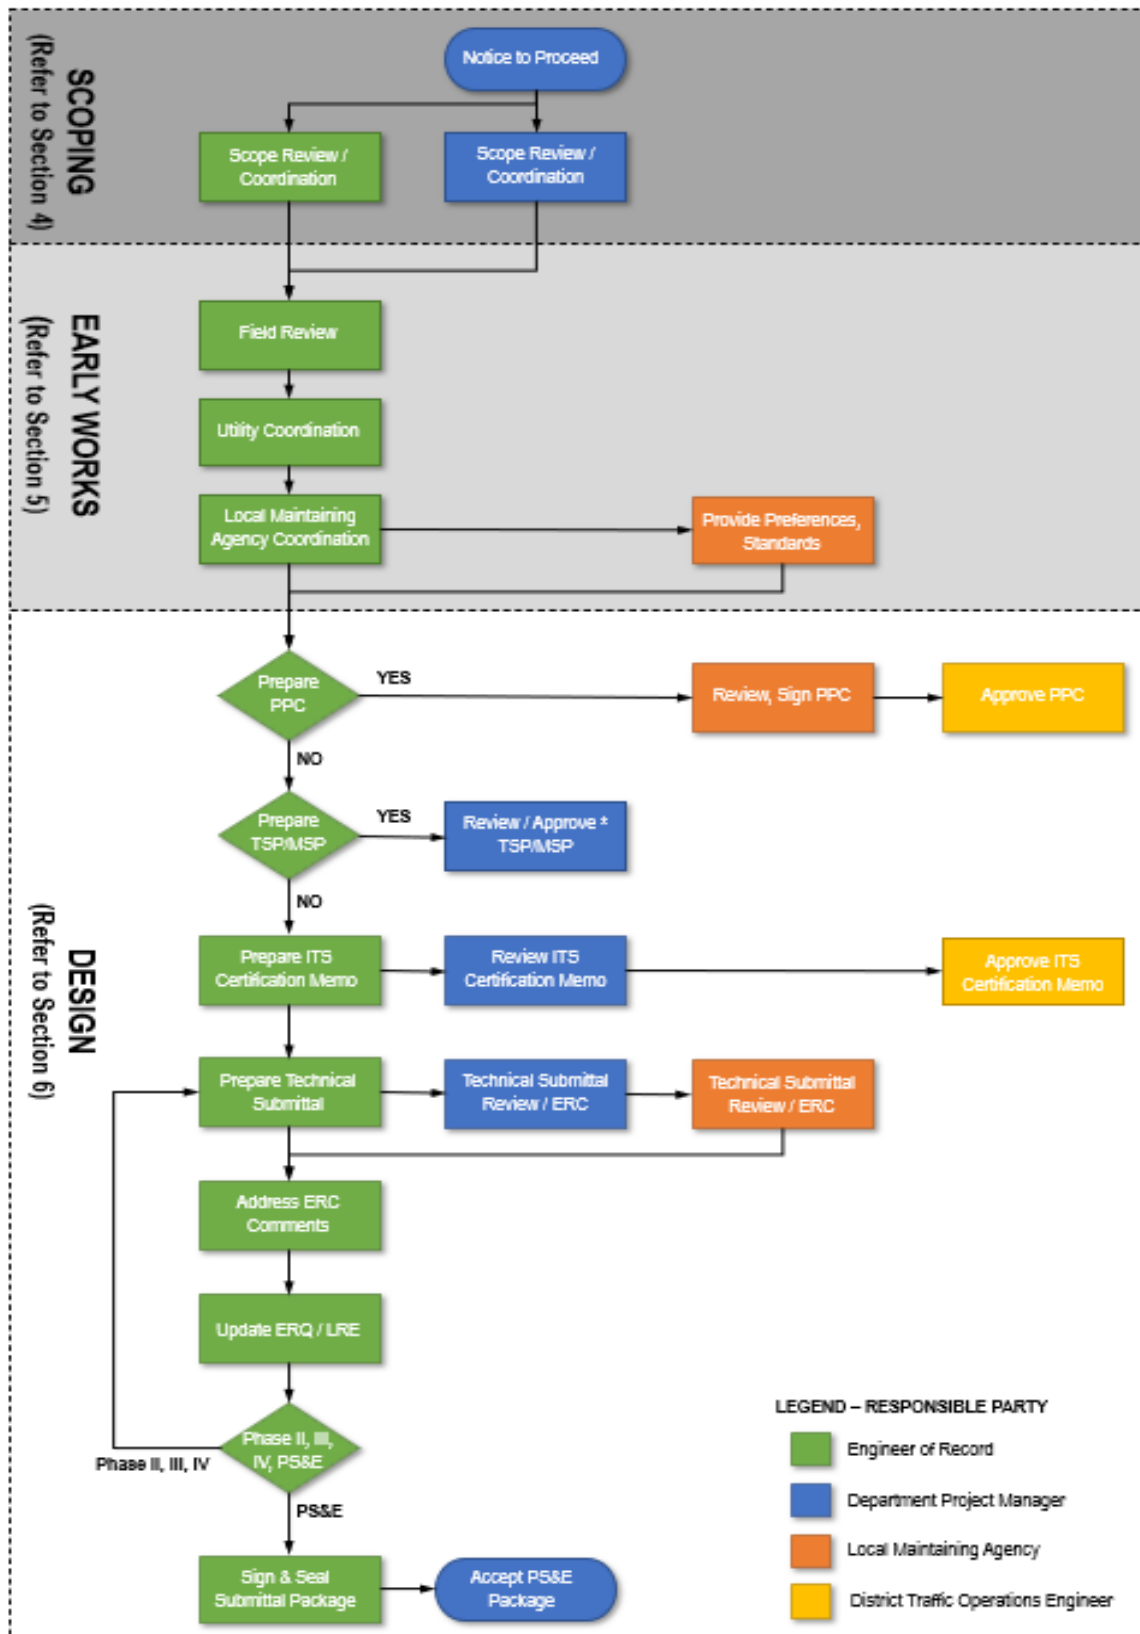 SCOPING
(Refer to Section 4)
Notice to Proceed
Scope Review /
Coordination
Scope Review /
Coordination
EARLY WORKS
(Refer to Section 5)
Field Review
Utility Coordination
Local Maintaining
Agency Coordination
Provide Preferences,
Standards
DESIGN
(Refer to Section 6)
Prepare
PPC
YES
Review, Sign PPC
Approve PPC
NO
Prepare
TSP/MSP
YES
Review / Approve *
TSP/MSP
NO
Prepare ITS
Certification Memo
Review ITS
Certification Memo
Approve ITS
Certification Memo
Prepare Technical
Submittal
Technical Submittal
Review / ERC
Technical Submittal
Review / ERC
Address ERC
Comments
Update ERQ / LRE
Phase II, III,
IV, PS&E
Phase II, III, IV
PS&E
Sign & Seal
Submittal Package
Accept PS&E
Package
LEGEND – RESPONSIBLE PARTY
Engineer of Record
Department Project Manager
Local Maintaining Agency
District Traffic Operations Engineer